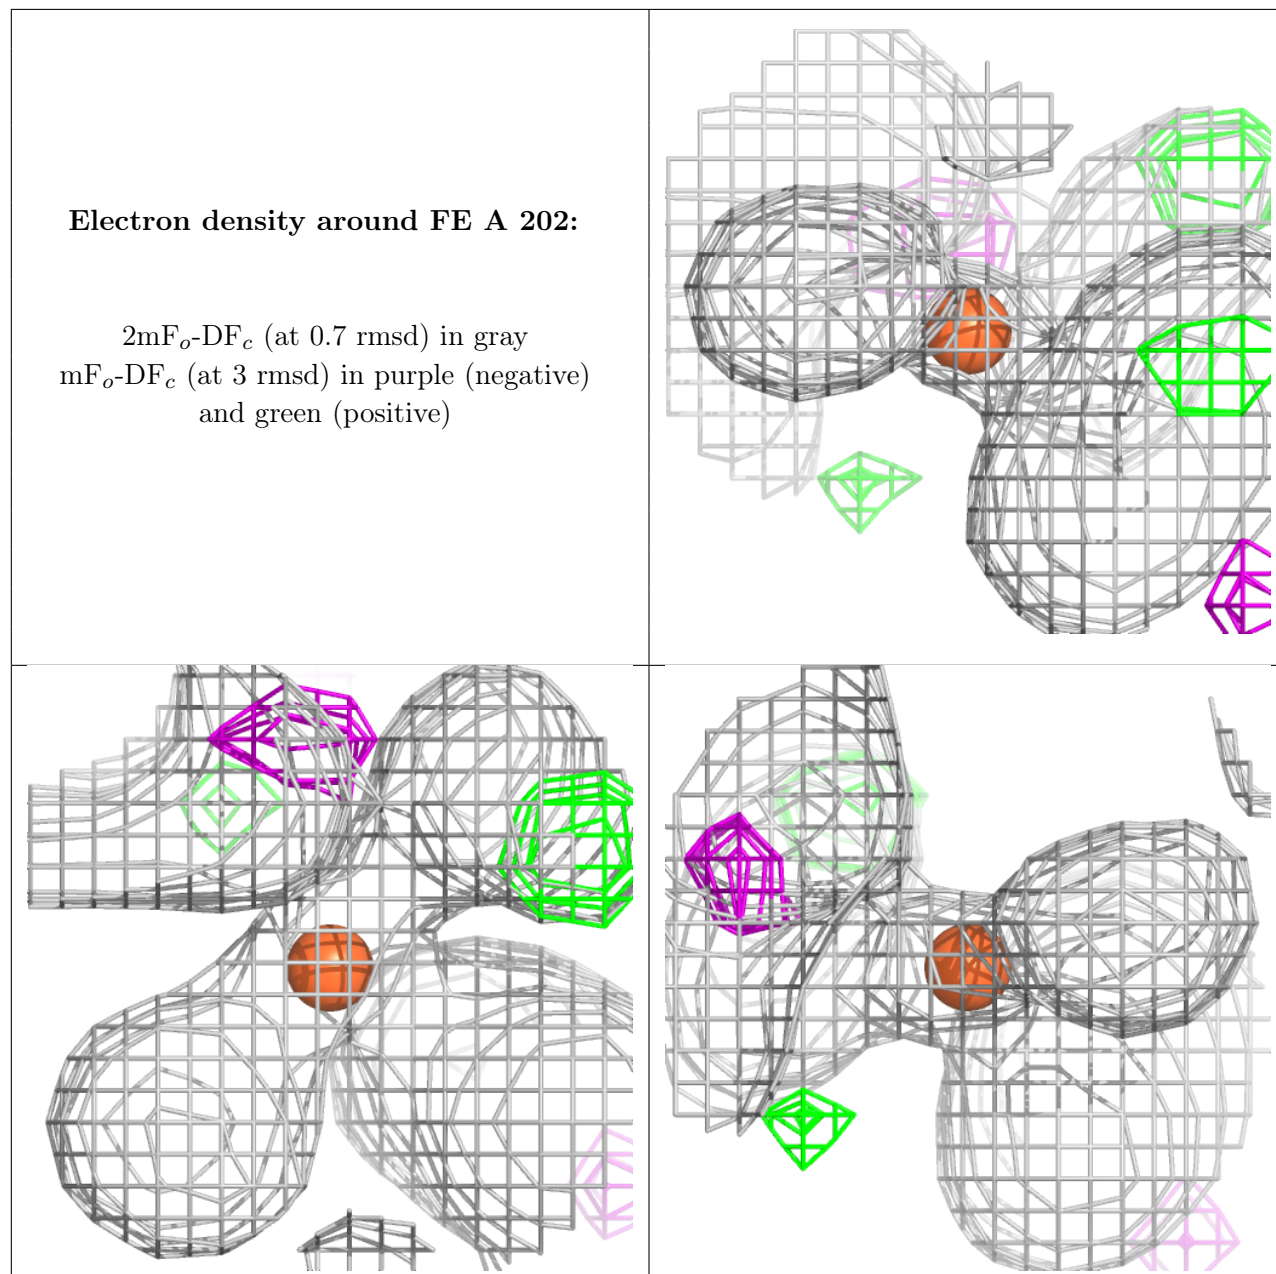 Electron density around FE A 202:
2mFₒ-DF𝒸 (at 0.7 rmsd) in gray
mFₒ-DF𝒸 (at 3 rmsd) in purple (negative)
and green (positive)